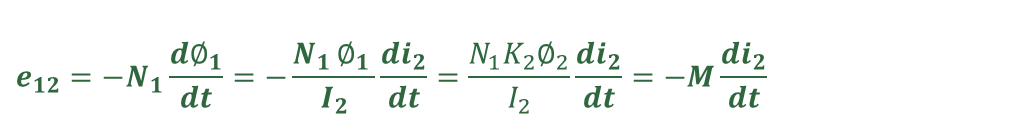 e₁₂ = −N₁ dØ₁/dt = − N₁ Ø₁/I₂ di₂/dt = N₁K₂Ø₂/I₂ di₂/dt = −M di₂/dt